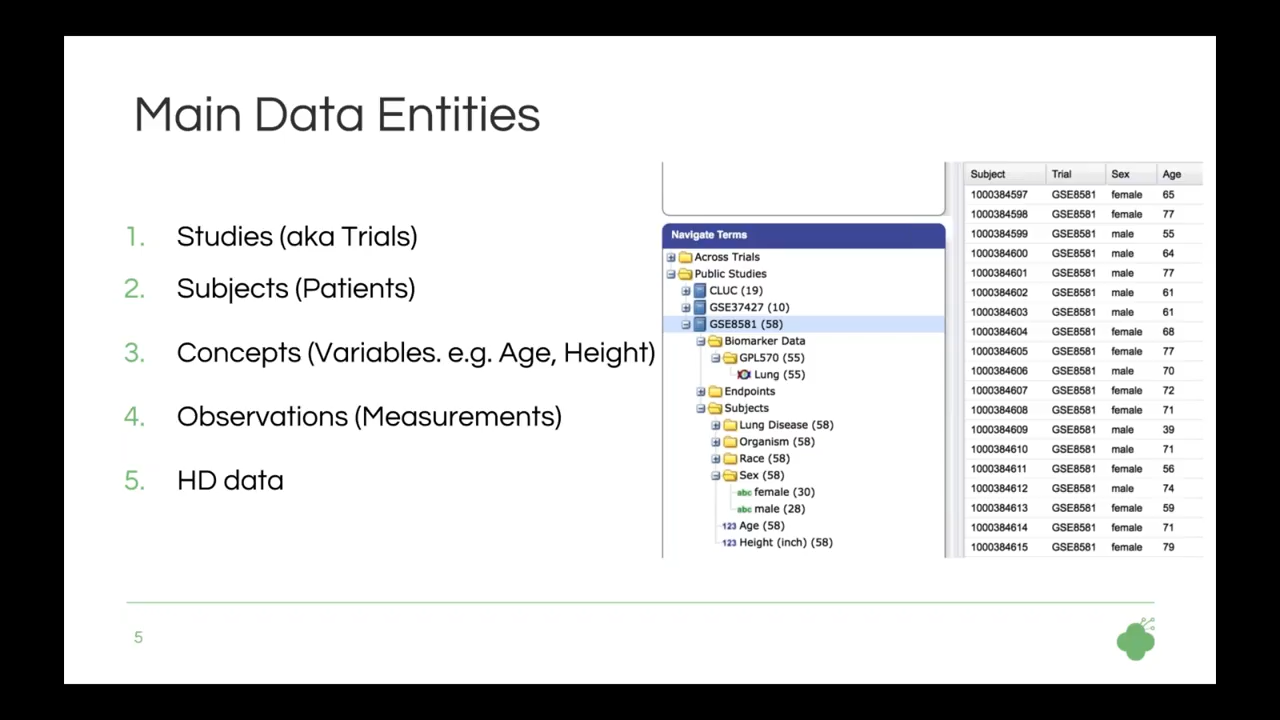 Main Data Entities
1. Studies (aka Trials)
2. Subjects (Patients)
3. Concepts (Variables. e.g. Age, Height)
4. Observations (Measurements)
5. HD data
Navigate Terms
Across Trials
Public Studies
CLUC (19)
GSE37427 (10)
GSE8581 (58)
Biomarker Data
GPL570 (55)
Lung (55)
Endpoints
Subjects
Lung Disease (58)
Organism (58)
Race (58)
Sex (58)
abc female (30)
abc male (28)
123 Age (58)
123 Height (inch) (58)
Subject Trial Sex Age
1000384597 GSE8581 female 65
1000384598 GSE8581 female 77
1000384599 GSE8581 male 55
1000384600 GSE8581 male 64
1000384601 GSE8581 male 77
1000384602 GSE8581 male 61
1000384603 GSE8581 male 61
1000384604 GSE8581 female 68
1000384605 GSE8581 female 77
1000384606 GSE8581 male 70
1000384607 GSE8581 female 72
1000384608 GSE8581 female 71
1000384609 GSE8581 male 39
1000384610 GSE8581 male 71
1000384611 GSE8581 female 56
1000384612 GSE8581 male 74
1000384613 GSE8581 female 59
1000384614 GSE8581 female 71
1000384615 GSE8581 female 79
5